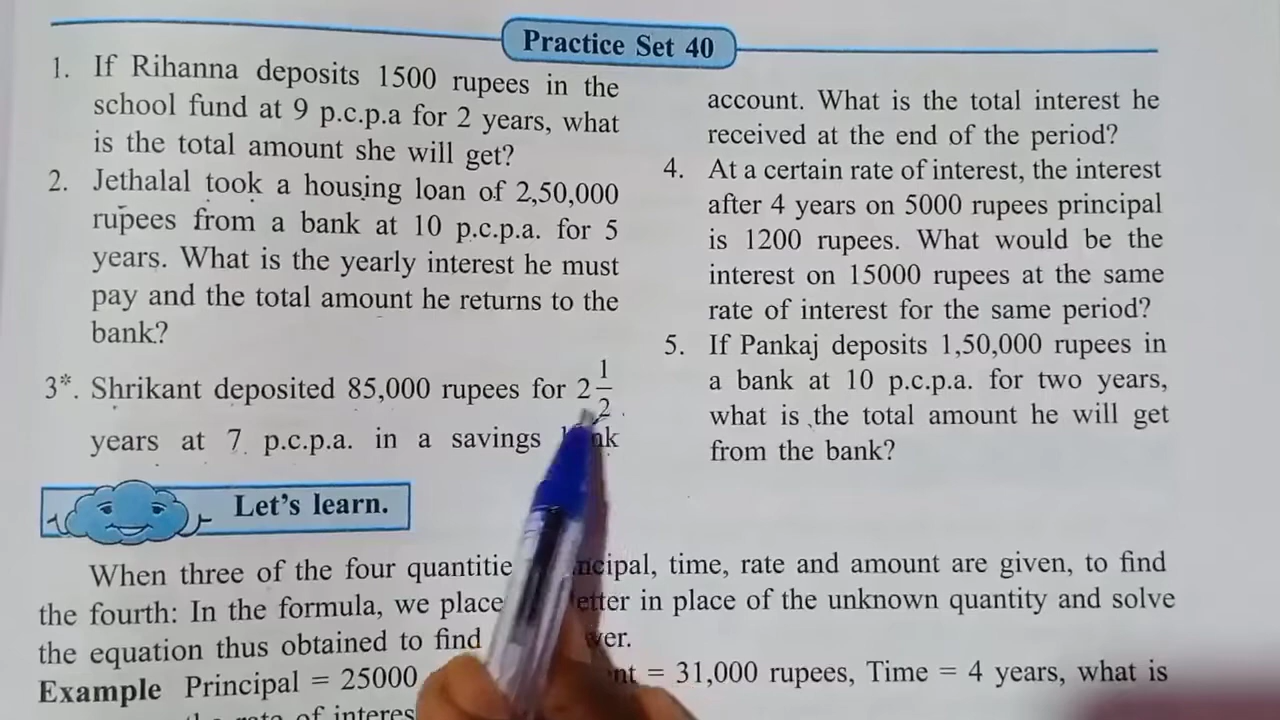 Practice Set 40
1. If Rihanna deposits 1500 rupees in the
school fund at 9 p.c.p.a for 2 years, what
is the total amount she will get?
2. Jethalal took a housing loan of 2,50,000
rupees from a bank at 10 p.c.p.a. for 5
years. What is the yearly interest he must
pay and the total amount he returns to the
bank?
3*. Shrikant deposited 85,000 rupees for 2 1/2
years at 7 p.c.p.a. in a savings
account. What is the total interest he
received at the end of the period?
4. At a certain rate of interest, the interest
after 4 years on 5000 rupees principal
is 1200 rupees. What would be the
interest on 15000 rupees at the same
rate of interest for the same period?
5. If Pankaj deposits 1,50,000 rupees in
a bank at 10 p.c.p.a. for two years,
what is the total amount he will get
from the bank?
Let's learn.
When three of the four quantitie ncipal, time, rate and amount are given, to find
the fourth: In the formula, we place etter in place of the unknown quantity and solve
the equation thus obtained to find wer.
Example Principal = 25000 nt = 31,000 rupees, Time = 4 years, what is
rate of interes